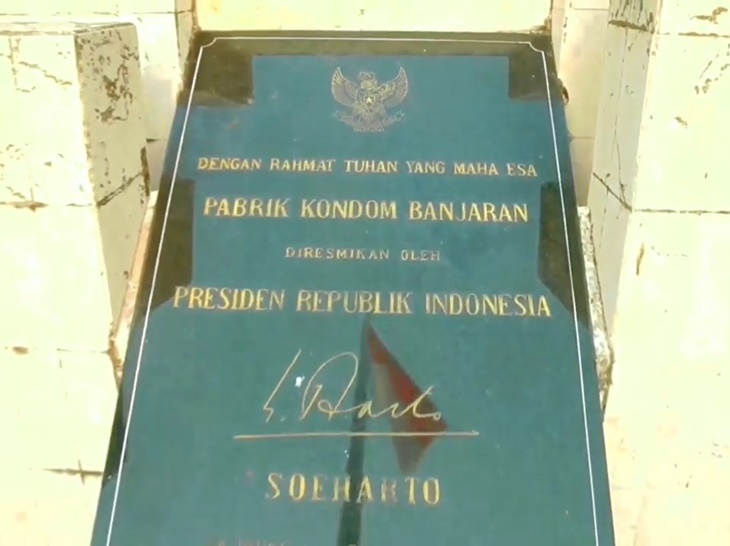 DENGAN RAHMAT TUHAN YANG MAHA ESA
PABRIK KONDOM BANJARAN
DIRESMIKAN OLEH
PRESIDEN REPUBLIK INDONESIA
SOEHARTO